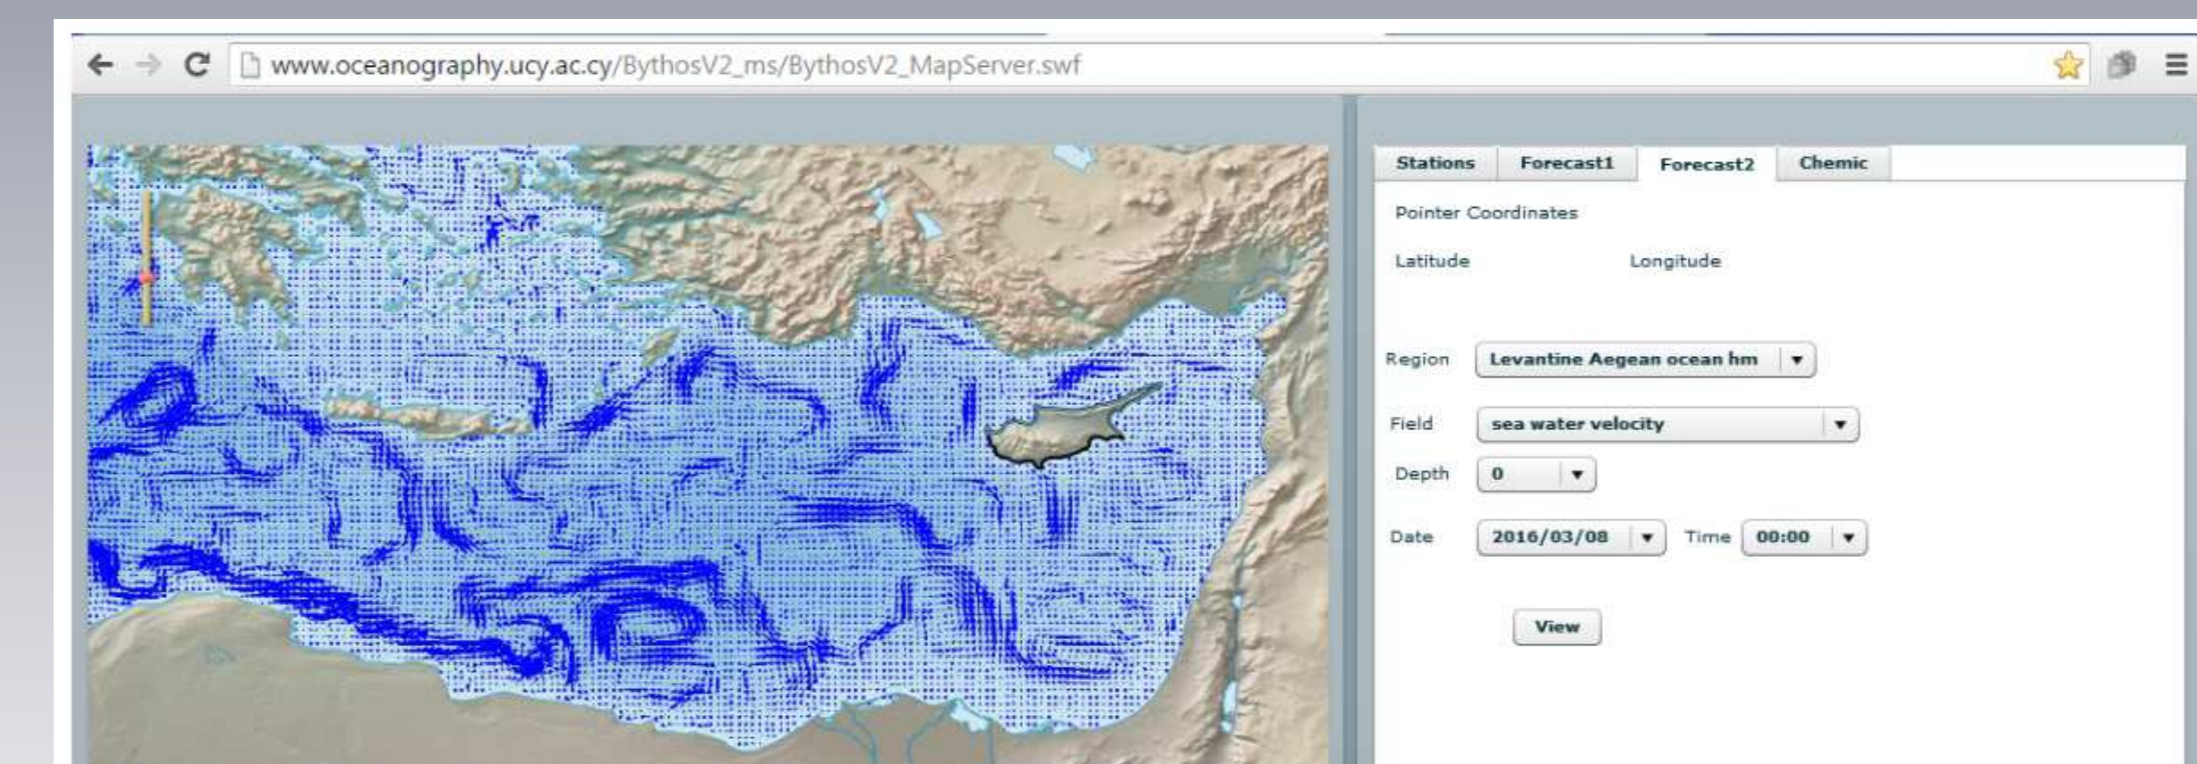 www.oceanography.ucy.ac.cy/BythosV2_ms/BythosV2_MapServer.swf
Stations Forecast1 Forecast2 Chemic
Pointer Coordinates
Latitude Longitude
Region Levantine Aegean ocean hm
Field sea water velocity
Depth 0
Date 2016/03/08 Time 00:00
View